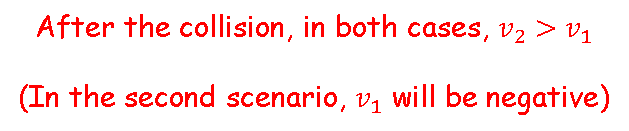 After the collision, in both cases, 𝑣₂ > 𝑣₁
(In the second scenario, 𝑣₁ will be negative)